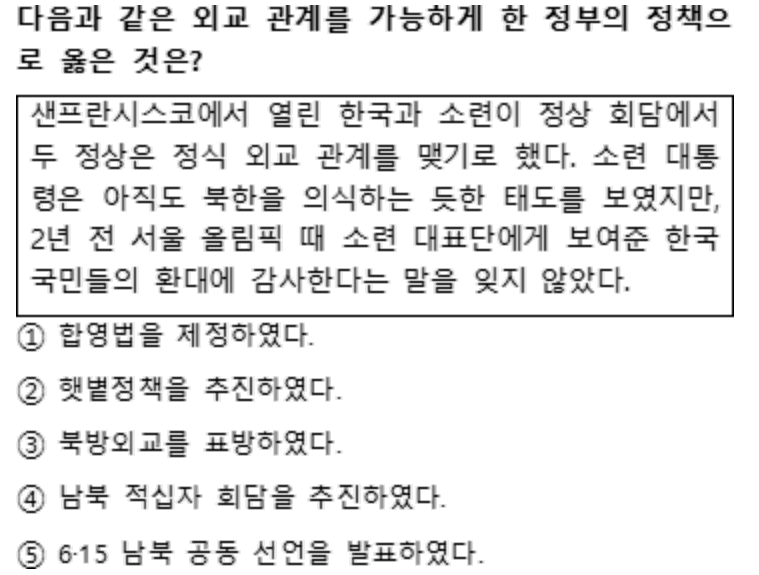 다음과 같은 외교 관계를 가능하게 한 정부의 정책으
로 옳은 것은?
샌프란시스코에서 열린 한국과 소련이 정상 회담에서
두 정상은 정식 외교 관계를 맺기로 했다. 소련 대통
령은 아직도 북한을 의식하는 듯한 태도를 보였지만,
2년 전 서울 올림픽 때 소련 대표단에게 보여준 한국
국민들의 환대에 감사한다는 말을 잊지 않았다.
① 합영법을 제정하였다.
② 햇볕정책을 추진하였다.
③ 북방외교를 표방하였다.
④ 남북 적십자 회담을 추진하였다.
⑤ 6·15 남북 공동 선언을 발표하였다.